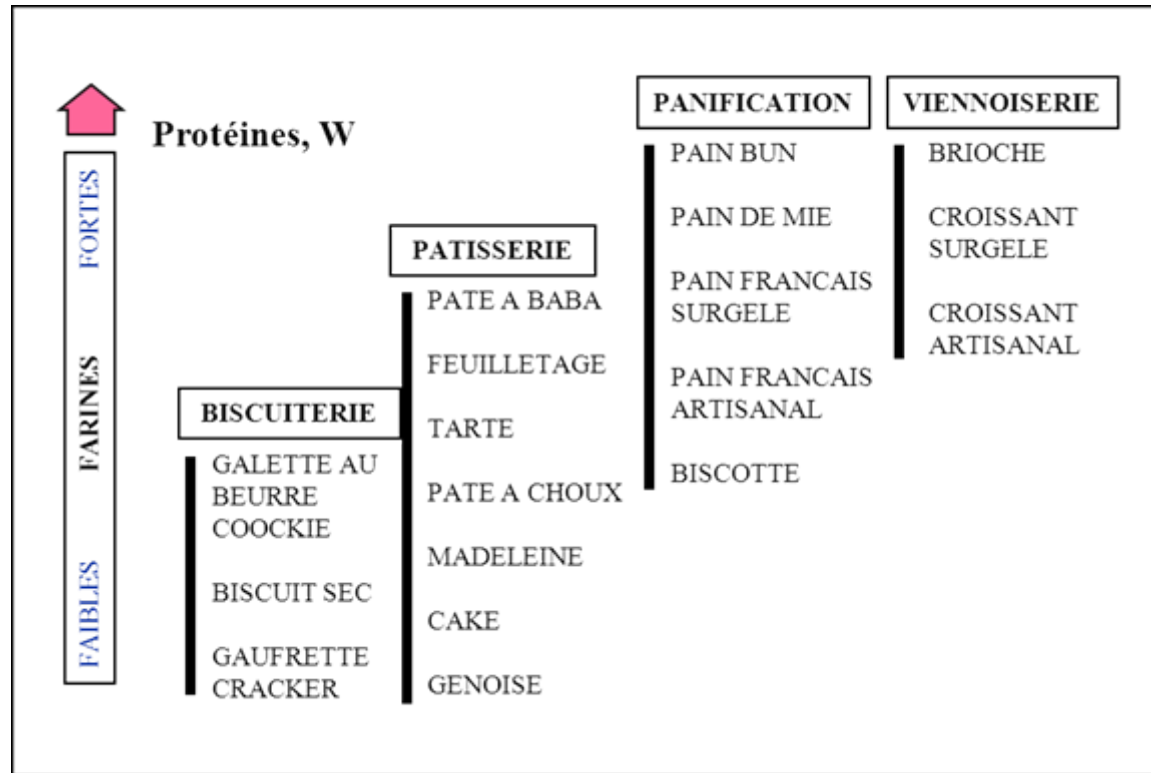 Protéines, W
FORTES
FARINES
FAIBLES
BISCUITERIE
GALETTE AU
BEURRE
COOCKIE
BISCUIT SEC
GAUFRETTE
CRACKER
PATISSERIE
PATE A BABA
FEUILLETAGE
TARTE
PATE A CHOUX
MADELEINE
CAKE
GENOISE
PANIFICATION
PAIN BUN
PAIN DE MIE
PAIN FRANCAIS
SURGELE
PAIN FRANCAIS
ARTISANAL
BISCOTTE
VIENNOISERIE
BRIOCHE
CROISSANT
SURGELE
CROISSANT
ARTISANAL